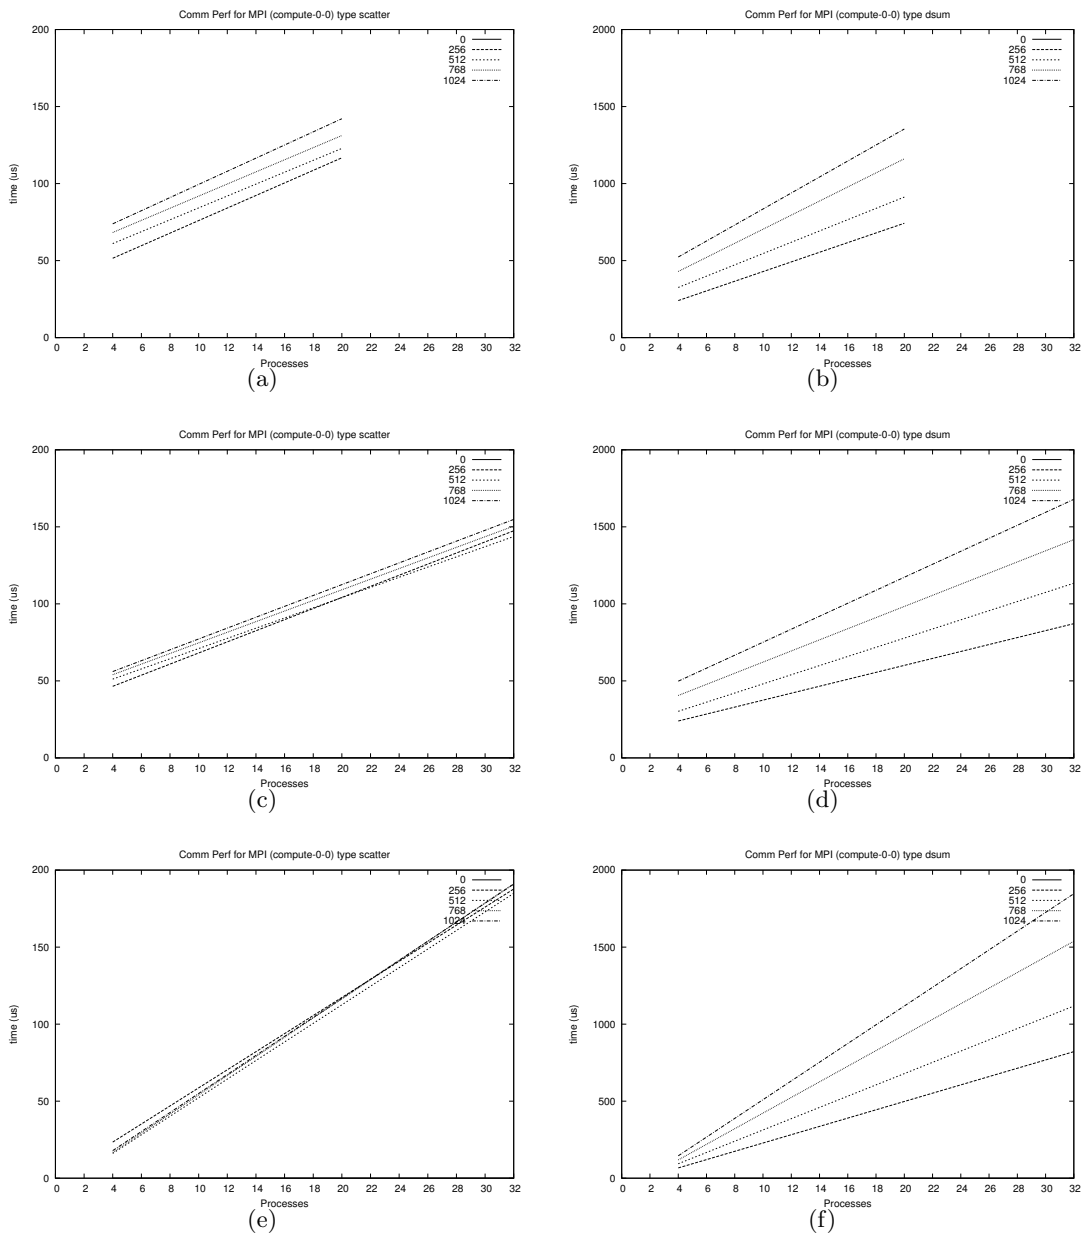 Comm Perf for MPI (compute-0-0) type scatter
200
150
100
50
0
time (us)
0
256
512
768
1024
0 2 4 6 8 10 12 14 16 18 20 22 24 26 28 30 32
Processes
(a)
Comm Perf for MPI (compute-0-0) type dsum
2000
1500
1000
500
0
time (us)
0
256
512
768
1024
0 2 4 6 8 10 12 14 16 18 20 22 24 26 28 30 32
Processes
(b)
Comm Perf for MPI (compute-0-0) type scatter
200
150
100
50
0
time (us)
0
256
512
768
1024
0 2 4 6 8 10 12 14 16 18 20 22 24 26 28 30 32
Processes
(c)
Comm Perf for MPI (compute-0-0) type dsum
2000
1500
1000
500
0
time (us)
0
256
512
768
1024
0 2 4 6 8 10 12 14 16 18 20 22 24 26 28 30 32
Processes
(d)
Comm Perf for MPI (compute-0-0) type scatter
200
150
100
50
0
time (us)
0
256
512
768
1024
0 2 4 6 8 10 12 14 16 18 20 22 24 26 28 30 32
Processes
(e)
Comm Perf for MPI (compute-0-0) type dsum
2000
1500
1000
500
0
time (us)
0
256
512
768
1024
0 2 4 6 8 10 12 14 16 18 20 22 24 26 28 30 32
Processes
(f)